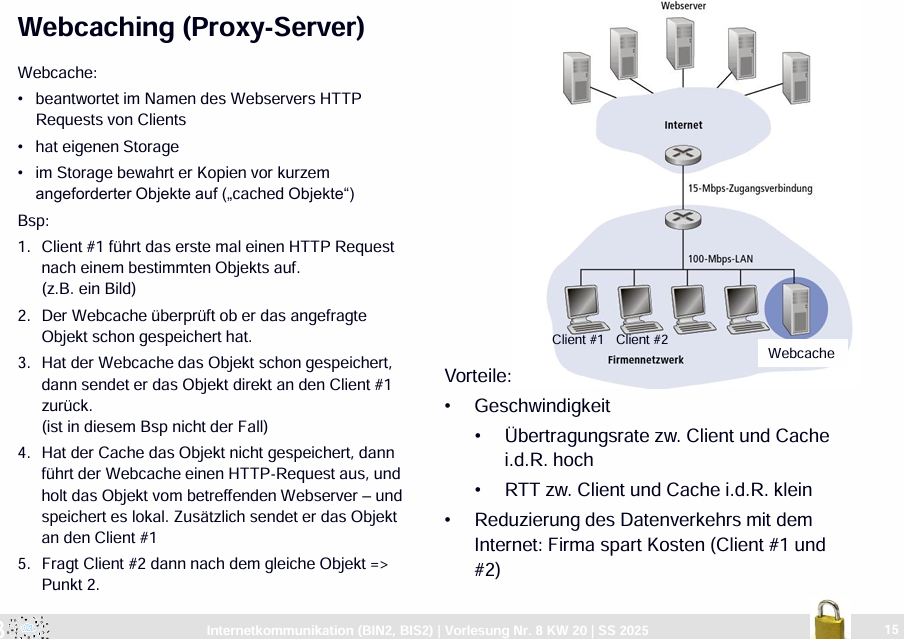 Webcaching (Proxy-Server)
Webcache:
• beantwortet im Namen des Webservers HTTP
Requests von Clients
• hat eigenen Storage
• im Storage bewahrt er Kopien vor kurzem
angeforderter Objekte auf („cached Objekte“)
Bsp:
1. Client #1 führt das erste mal einen HTTP Request
nach einem bestimmten Objekts auf.
(z.B. ein Bild)
2. Der Webcache überprüft ob er das angefragte
Objekt schon gespeichert hat.
3. Hat der Webcache das Objekt schon gespeichert,
dann sendet er das Objekt direkt an den Client #1
zurück.
(ist in diesem Bsp nicht der Fall)
4. Hat der Cache das Objekt nicht gespeichert, dann
führt der Webcache einen HTTP-Request aus, und
holt das Objekt vom betreffenden Webserver – und
speichert es lokal. Zusätzlich sendet er das Objekt
an den Client #1
5. Fragt Client #2 dann nach dem gleiche Objekt =>
Punkt 2.
Webserver
Internet
15-Mbps-Zugangsverbindung
100-Mbps-LAN
Client #1 Client #2
Webcache
Firmennetzwerk
Vorteile:
• Geschwindigkeit
• Übertragungsrate zw. Client und Cache
i.d.R. hoch
• RTT zw. Client und Cache i.d.R. klein
• Reduzierung des Datenverkehrs mit dem
Internet: Firma spart Kosten (Client #1 und
#2)
Internetkommunikation (BIN2, BIS2) | Vorlesung Nr. 8 KW 20 | SS 2025
15